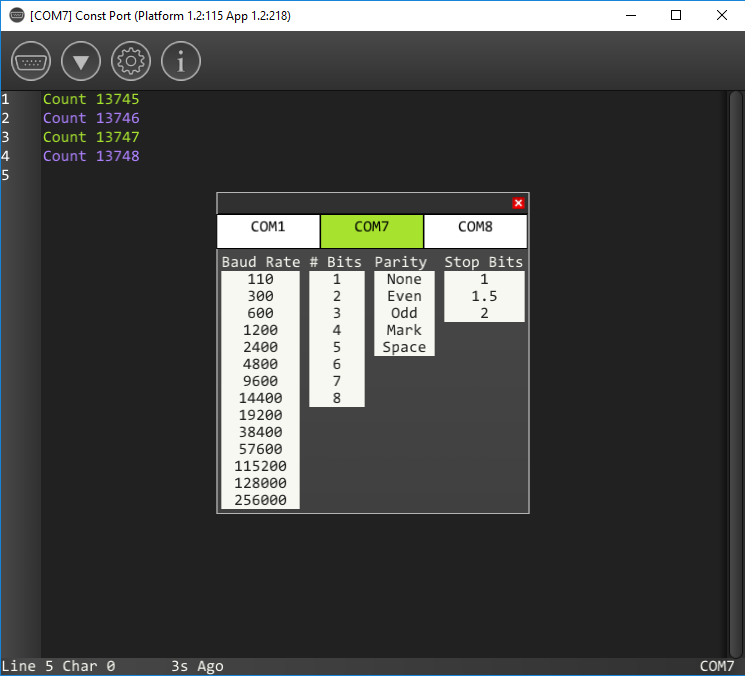 [COM7] Const Port (Platform 1.2:115 App 1.2:218)
i
1 Count 13745
2 Count 13746
3 Count 13747
4 Count 13748
5
COM1 COM7 COM8
Baud Rate # Bits Parity Stop Bits
110 1 None 1
300 2 Even 1.5
600 3 Odd 2
1200 4 Mark
2400 5 Space
4800 6
9600 7
14400 8
19200
38400
57600
115200
128000
256000
Line 5 Char 0 3s Ago COM7